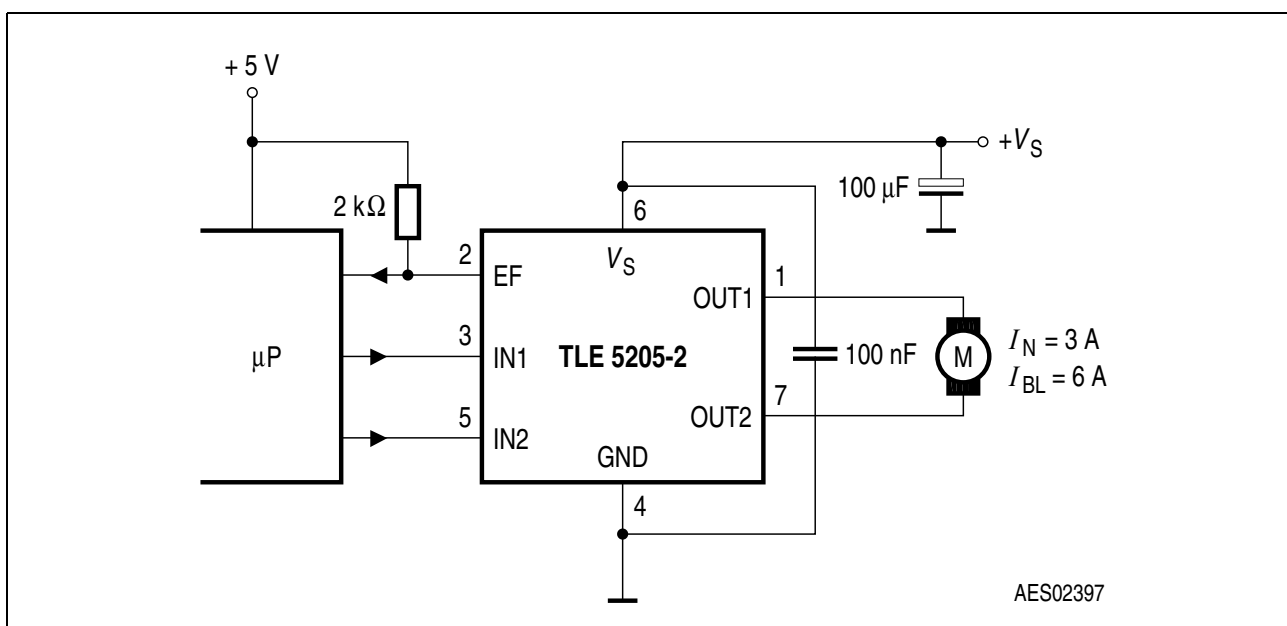 + 5 V
+VS
100 µF
2 kΩ
6
VS
2
EF
1
OUT1
3
IN1
µP
TLE 5205-2
100 nF
M
IN = 3 A
IBL = 6 A
7
OUT2
5
IN2
GND
4
AES02397